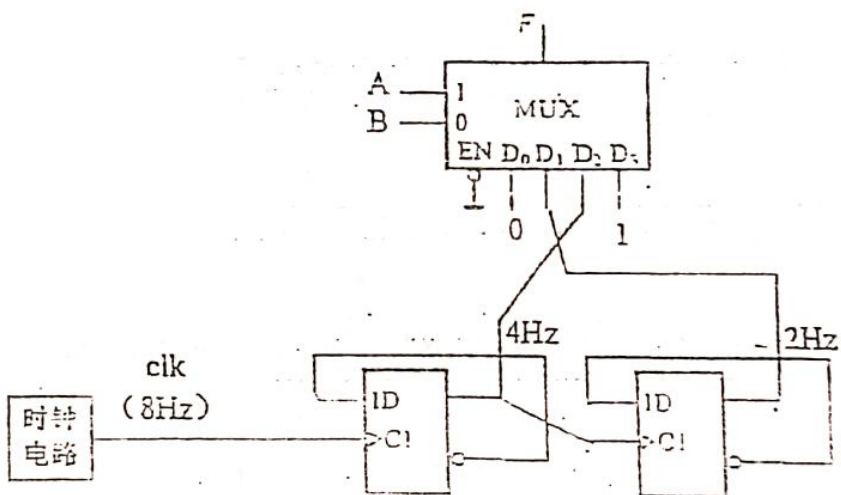 F
A
1
MUX
B
0
EN D₀ D₁ D₂ D₃
0
1
4Hz
2Hz
clk
(8Hz)
时钟
电路
1D
C1
1D
C1